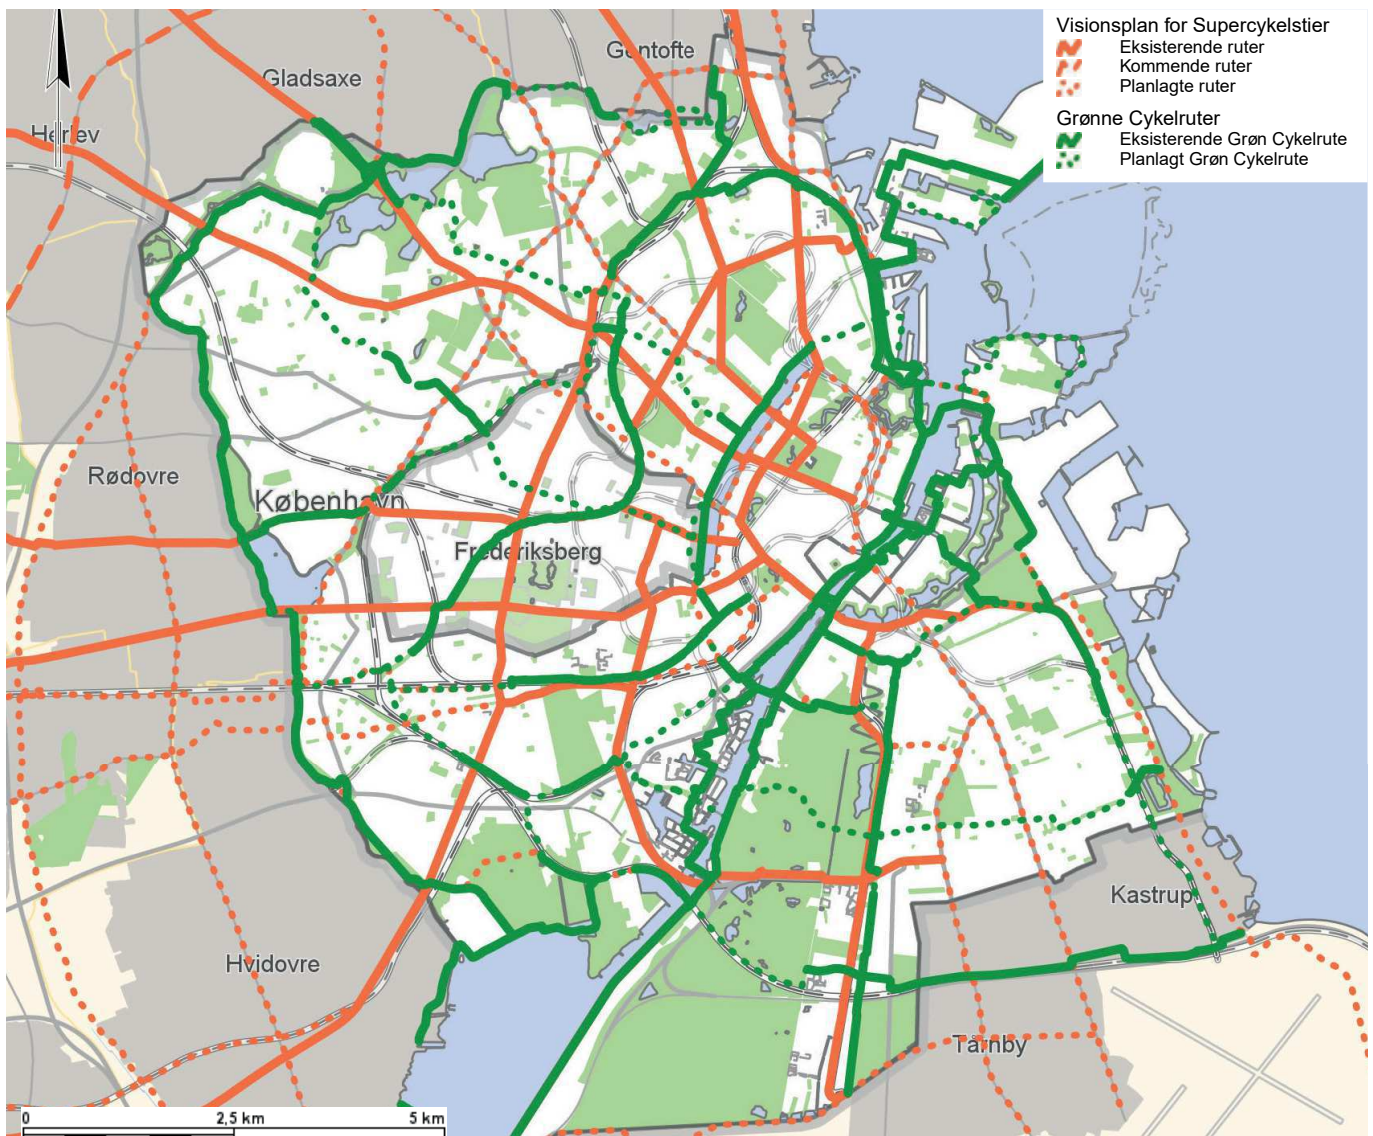 Visionsplan for Supercykelstier
Eksisterende ruter
Kommende ruter
Planlagte ruter
Grønne Cykelruter
Eksisterende Grøn Cykelrute
Planlagt Grøn Cykelrute
Gentofte
Gladsaxe
Herlev
Rødovre
København
Frederiksberg
Kastrup
Hvidovre
Tårnby
0 2,5 km 5 km